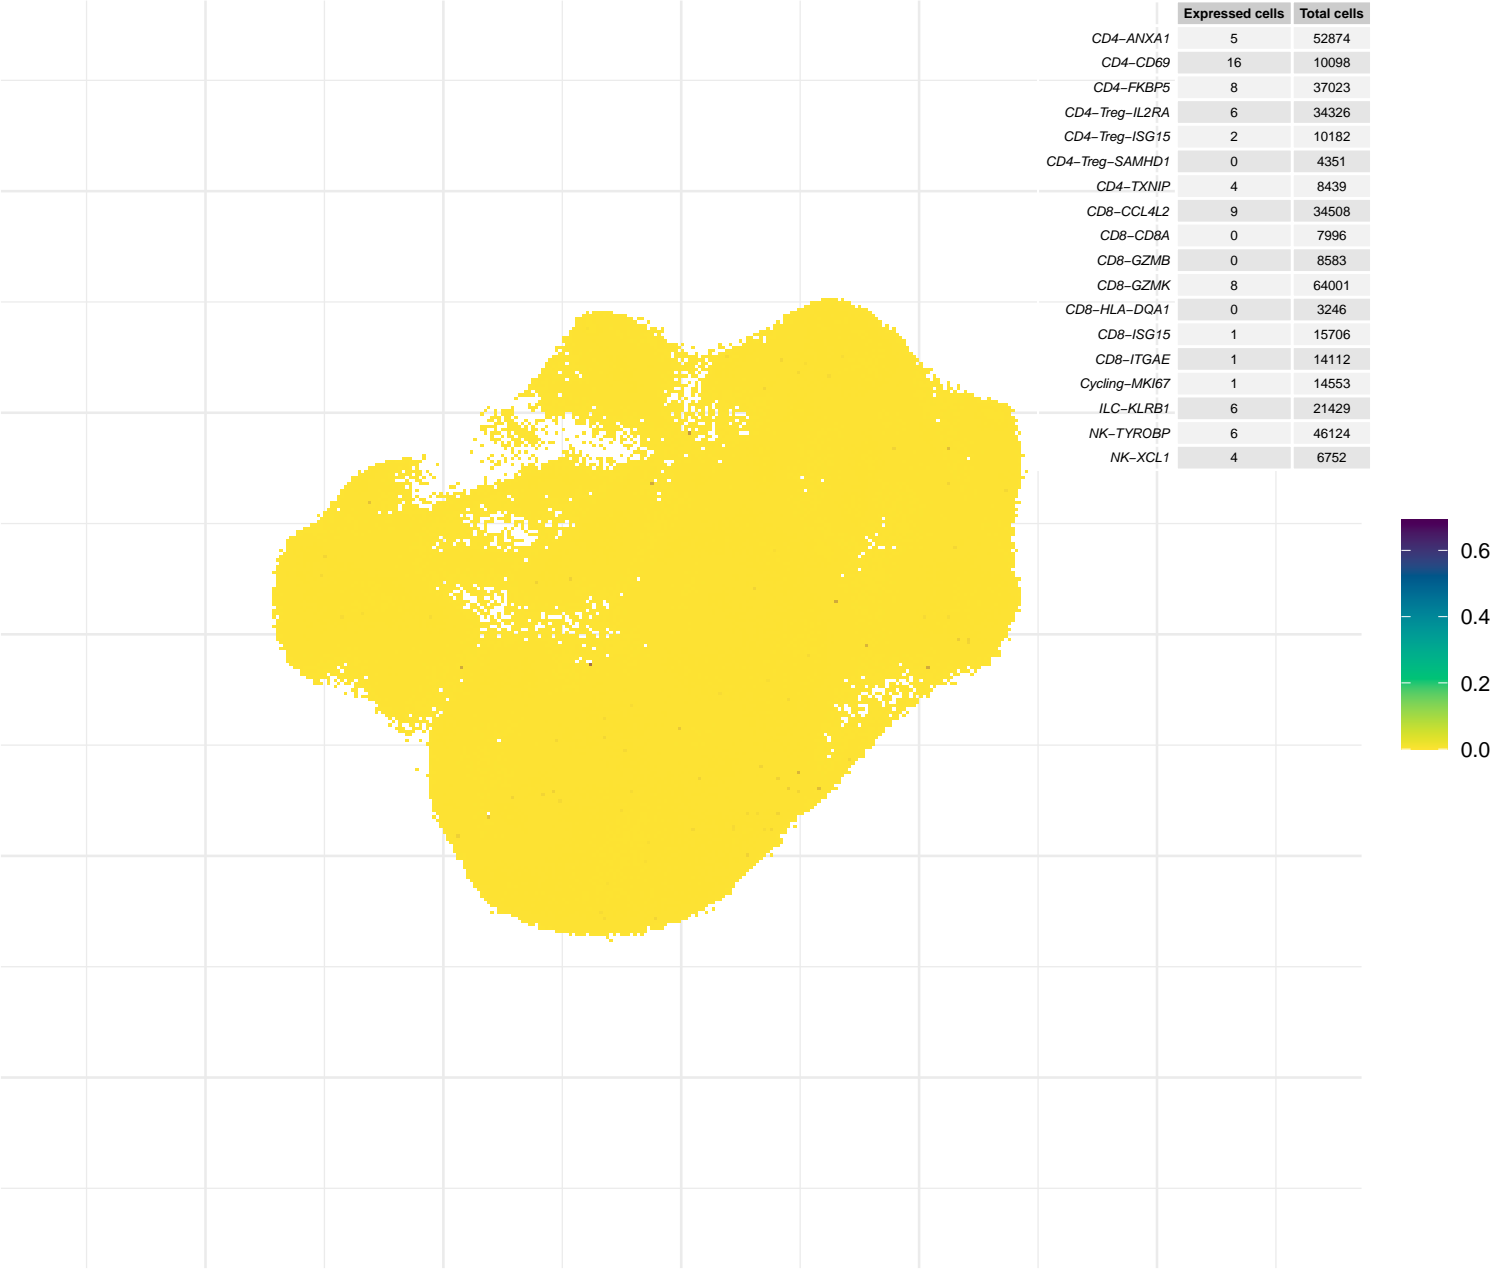 Expressed cells Total cells
CD4−ANXA1 5 52874
CD4−CD69 16 10098
CD4−FKBP5 8 37023
CD4−Treg−IL2RA 6 34326
CD4−Treg−ISG15 2 10182
CD4−Treg−SAMHD1 0 4351
CD4−TXNIP 4 8439
CD8−CCL4L2 9 34508
CD8−CD8A 0 7996
CD8−GZMB 0 8583
CD8−GZMK 8 64001
CD8−HLA−DQA1 0 3246
CD8−ISG15 1 15706
CD8−ITGAE 1 14112
Cycling−MKI67 1 14553
ILC−KLRB1 6 21429
NK−TYROBP 6 46124
NK−XCL1 4 6752
0.6
0.4
0.2
0.0